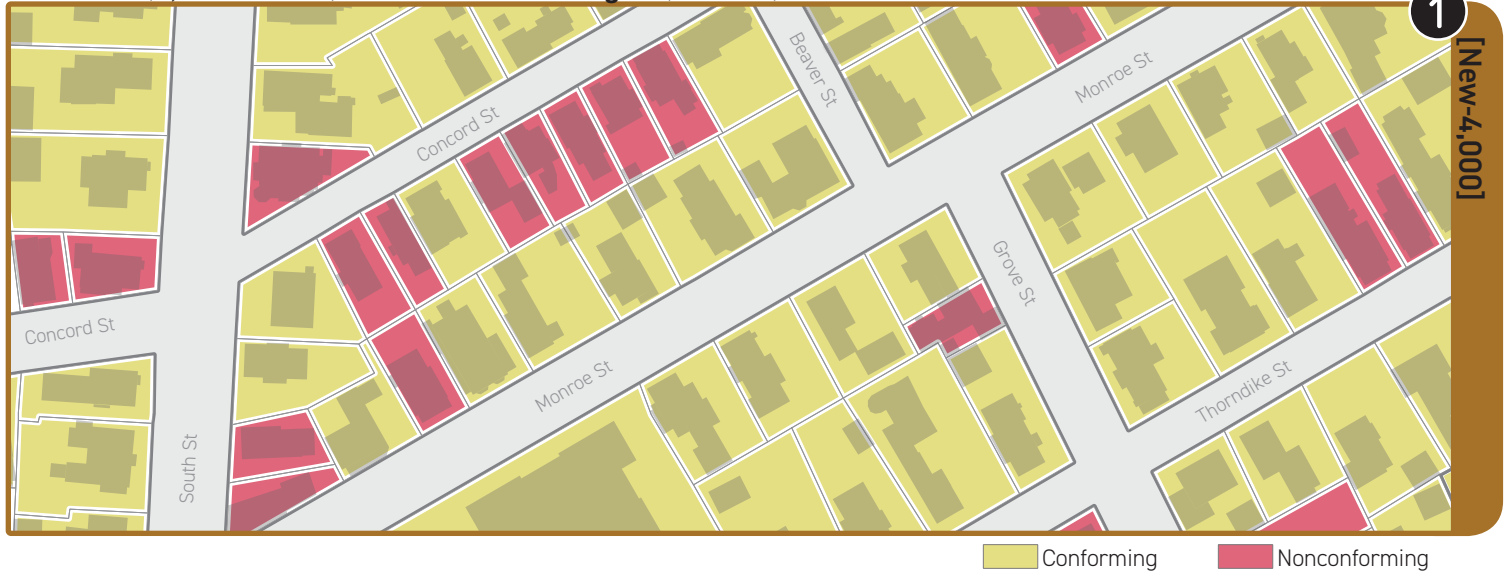 1
[New-4,000]
Beaver St
Monroe St
Concord St
Grove St
Concord St
Monroe St
Thorndike St
South St
Conforming
Nonconforming